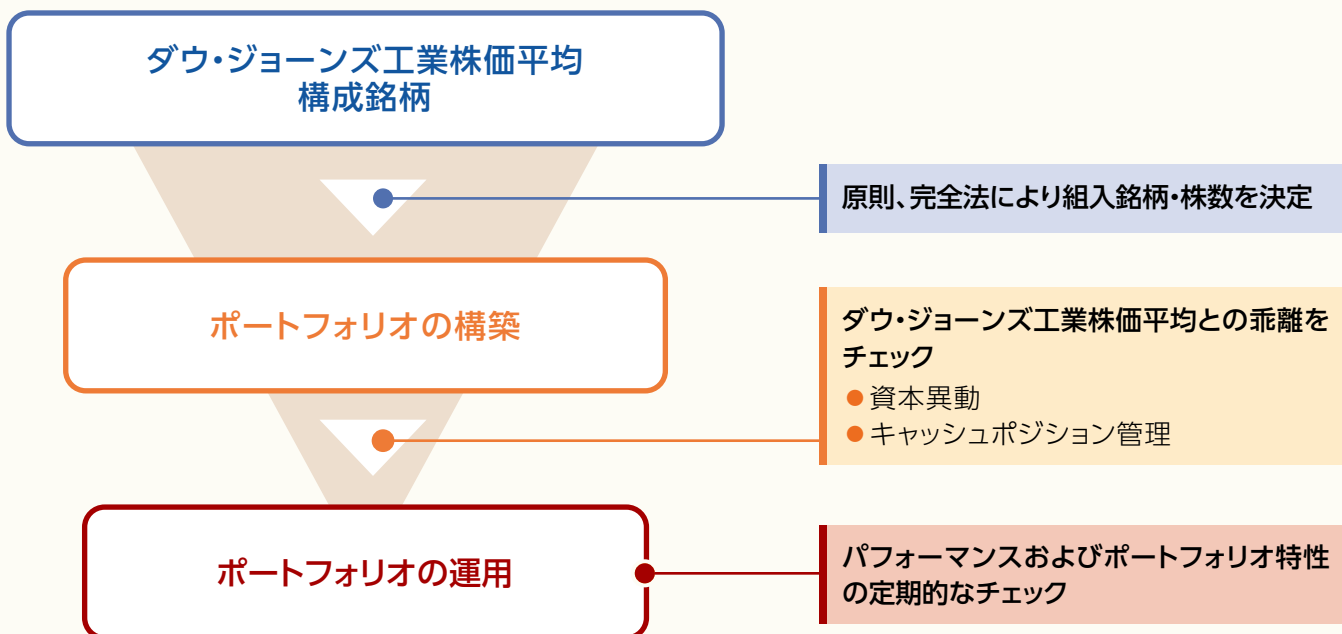 ダウ・ジョーンズ工業株価平均
構成銘柄
原則、完全法により組入銘柄・株数を決定
ポートフォリオの構築
ダウ・ジョーンズ工業株価平均との乖離を
チェック
● 資本異動
● キャッシュポジション管理
ポートフォリオの運用
パフォーマンスおよびポートフォリオ特性
の定期的なチェック